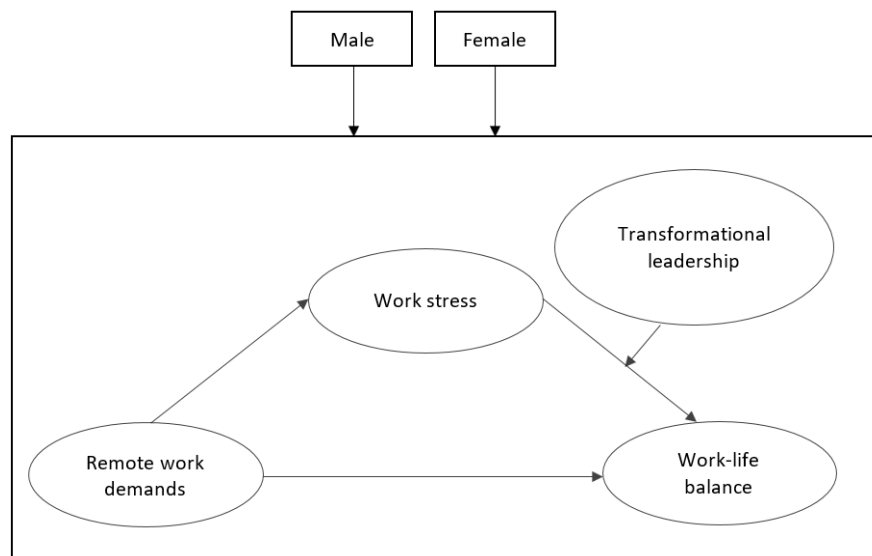 Male
Female
Transformational
leadership
Work stress
Remote work
demands
Work-life
balance